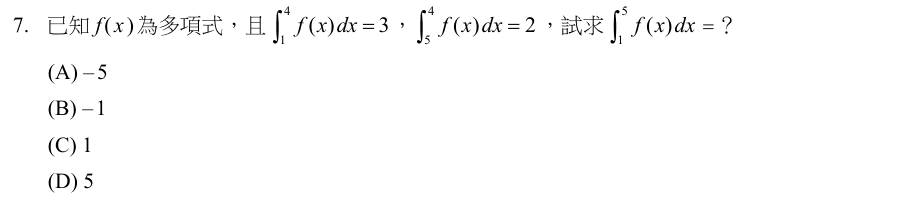 7. 已知 f(x) 為多項式，且 ∫₁⁴ f(x)dx = 3，∫₅⁴ f(x)dx = 2，試求 ∫₁⁵ f(x)dx = ？
(A) –5
(B) –1
(C) 1
(D) 5